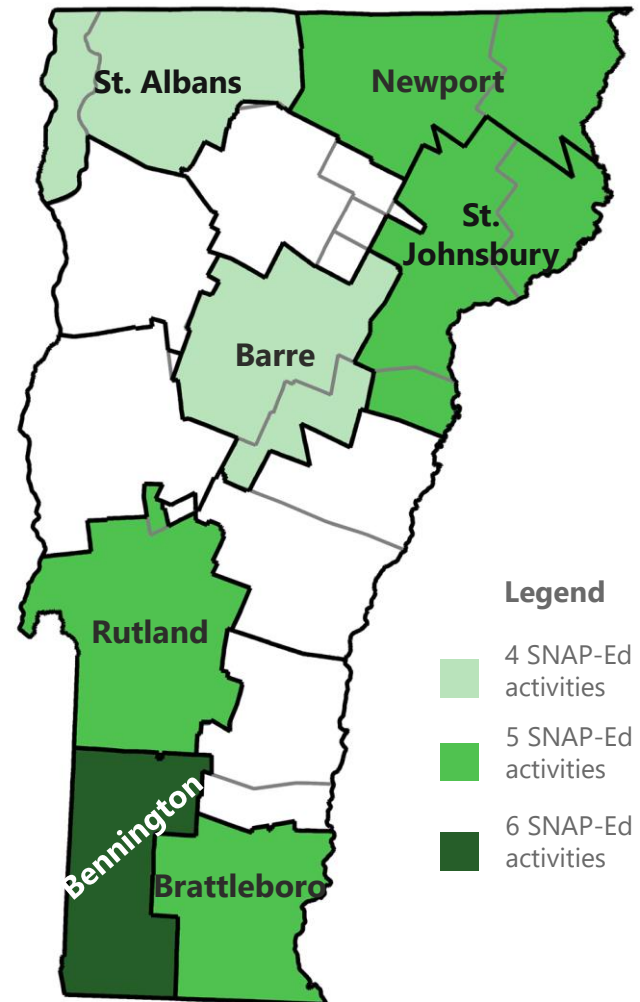 St. Albans
Newport
St.
Johnsbury
Barre
Rutland
Bennington
Brattleboro
Legend
4 SNAP-Ed
activities
5 SNAP-Ed
activities
6 SNAP-Ed
activities